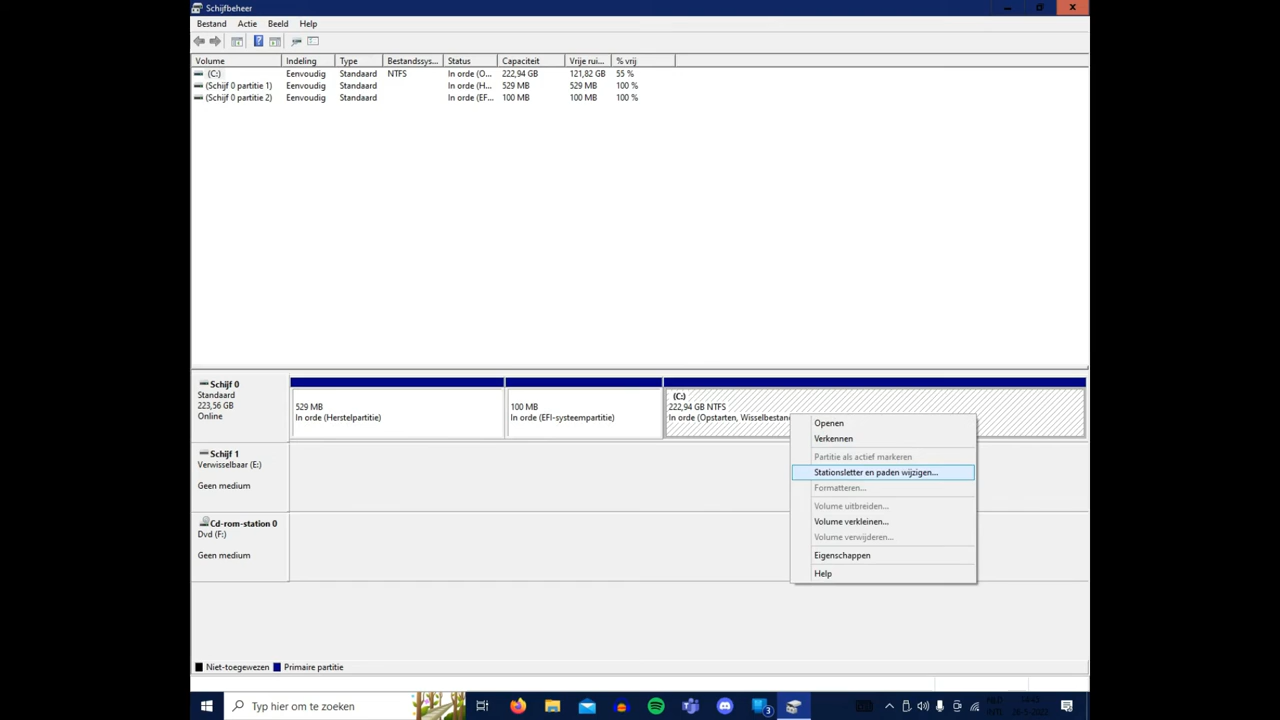 Schijfbeheer
Bestand Actie Beeld Help
Volume Indeling Type Bestandssys... Status Capaciteit Vrije rui... % vrij
(C:) Eenvoudig Standaard NTFS In orde (O... 222,94 GB 121,82 GB 55 %
(Schijf 0 partitie 1) Eenvoudig Standaard In orde (H... 529 MB 529 MB 100 %
(Schijf 0 partitie 2) Eenvoudig Standaard In orde (EF... 100 MB 100 MB 100 %
Schijf 0
Standaard
223,56 GB
Online
529 MB
In orde (Herstelpartitie)
100 MB
In orde (EFI-systeempartitie)
(C:)
222,94 GB NTFS
In orde (Opstarten, Wisselbestan
Openen
Verkennen
Partitie als actief markeren
Stationsletter en paden wijzigen...
Formatteren...
Volume uitbreiden...
Volume verkleinen...
Volume verwijderen...
Eigenschappen
Help
Schijf 1
Verwisselbaar (E:)
Geen medium
Cd-rom-station 0
Dvd (F:)
Geen medium
Niet-toegewezen Primaire partitie
Typ hier om te zoeken
3